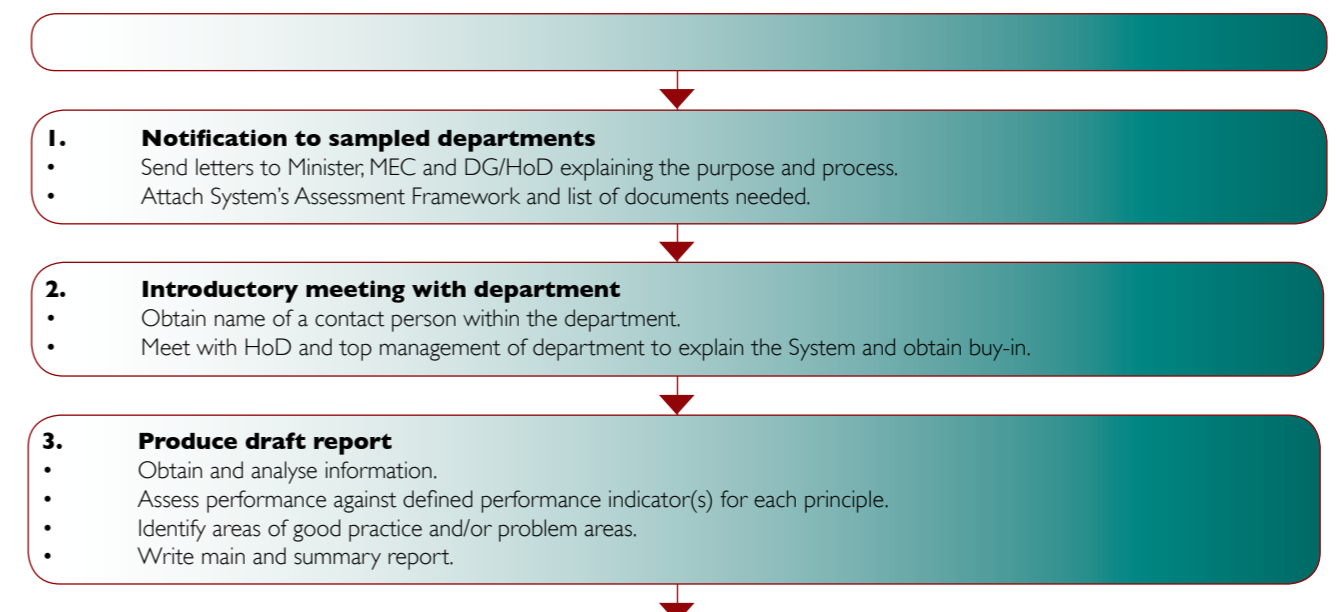 1. Notification to sampled departments
• Send letters to Minister, MEC and DG/HoD explaining the purpose and process.
• Attach System’s Assessment Framework and list of documents needed.
2. Introductory meeting with department
• Obtain name of a contact person within the department.
• Meet with HoD and top management of department to explain the System and obtain buy-in.
3. Produce draft report
• Obtain and analyse information.
• Assess performance against defined performance indicator(s) for each principle.
• Identify areas of good practice and/or problem areas.
• Write main and summary report.